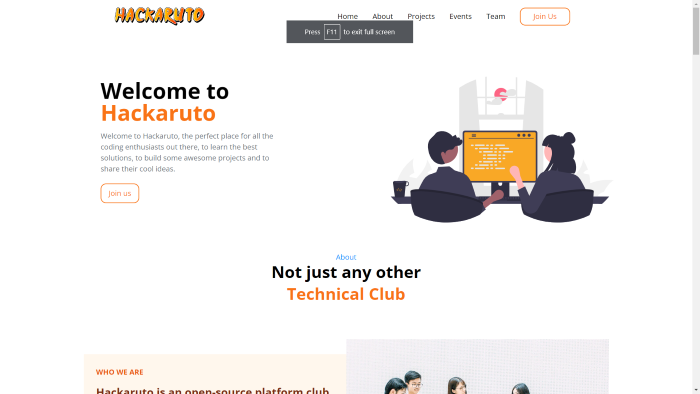 HACKARUTO
Home About Projects Events Team Join Us
Press F11 to exit full screen
Welcome to
Hackaruto
Welcome to Hackaruto, the perfect place for all the
coding enthusiasts out there, to learn the best
solutions, to build some awesome projects and to
share their cool ideas.
Join us
About
Not just any other
Technical Club
WHO WE ARE
Hackaruto is an open-source platform club